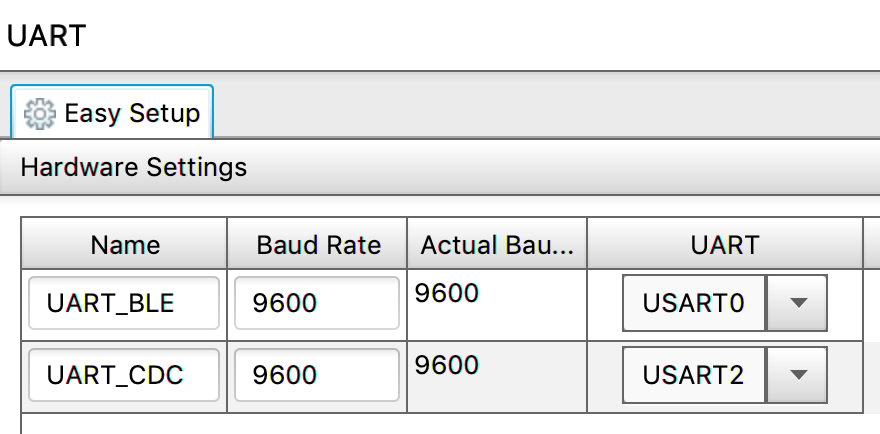 UART
Easy Setup
Hardware Settings
Name Baud Rate Actual Bau... UART
UART_BLE 9600 9600 USART0
UART_CDC 9600 9600 USART2